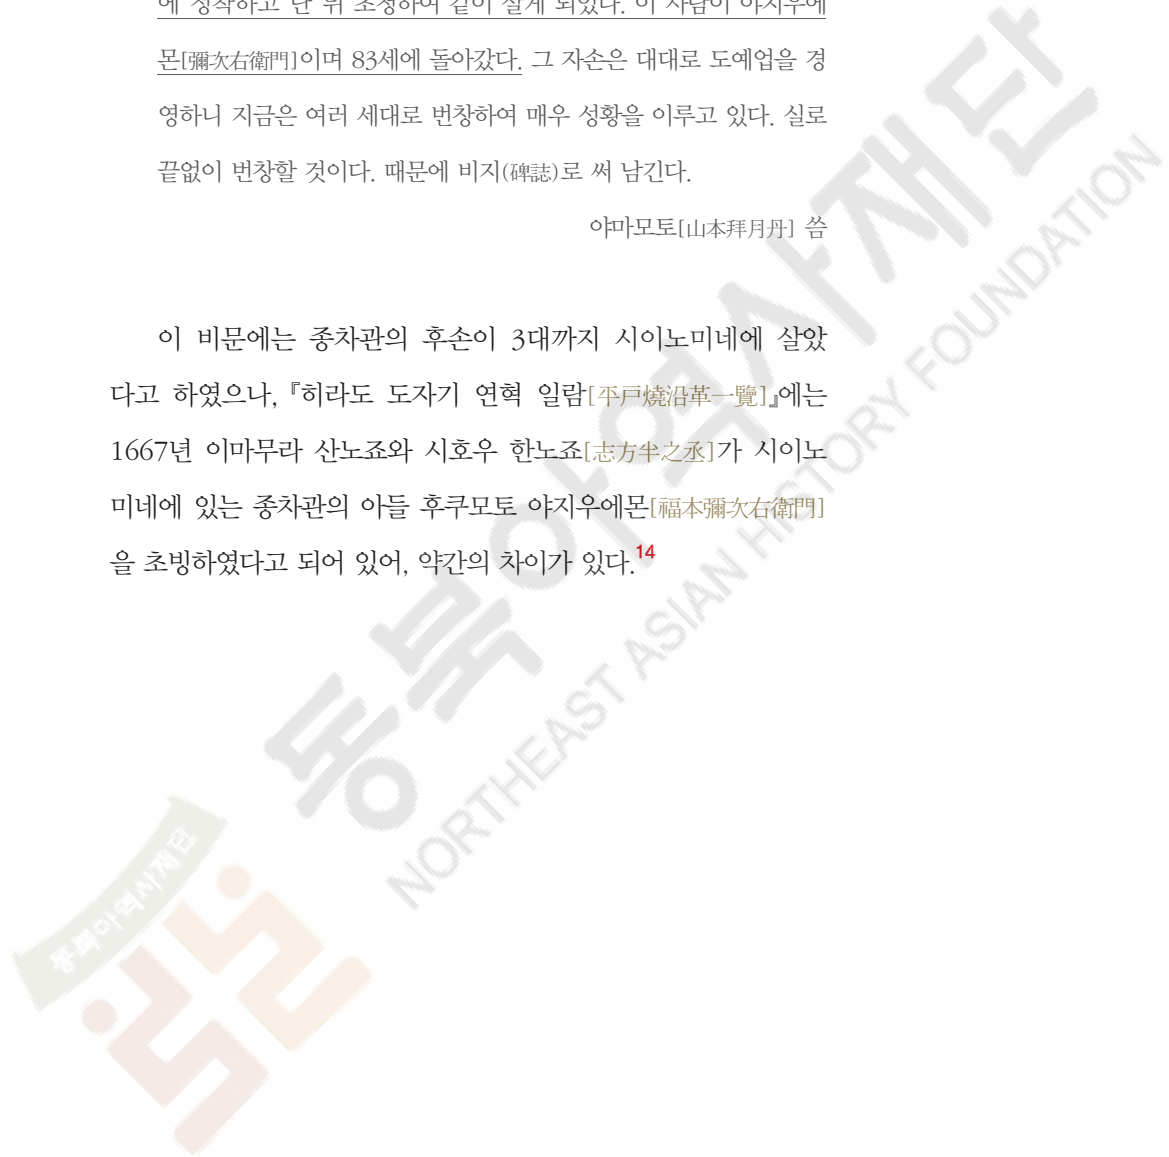 에 정착하고 난 뒤 초청하여 같이 살게 되었다. 이 사람이 야지우에
몬[彌次右衛門]이며 83세에 돌아갔다. 그 자손은 대대로 도예업을 경
영하니 지금은 여러 세대로 번창하여 매우 성황을 이루고 있다. 실로
끝없이 번창할 것이다. 때문에 비지(碑誌)로 써 남긴다.
야마모토[山本拜月丹] 씀
이 비문에는 종차관의 후손이 3대까지 시이노미네에 살았
다고 하였으나, 『히라도 도자기 연혁 일람[平戸燒沿革一覽]』에는
1667년 이마무라 산노죠와 시호우 한노죠[志方半之丞]가 시이노
미네에 있는 종차관의 아들 후쿠모토 야지우에몬[福本彌次右衛門]
을 초빙하였다고 되어 있어, 약간의 차이가 있다.14
동북아역사재단
NORTHEAST ASIAN HISTORY FOUNDATION
동북아역사재단